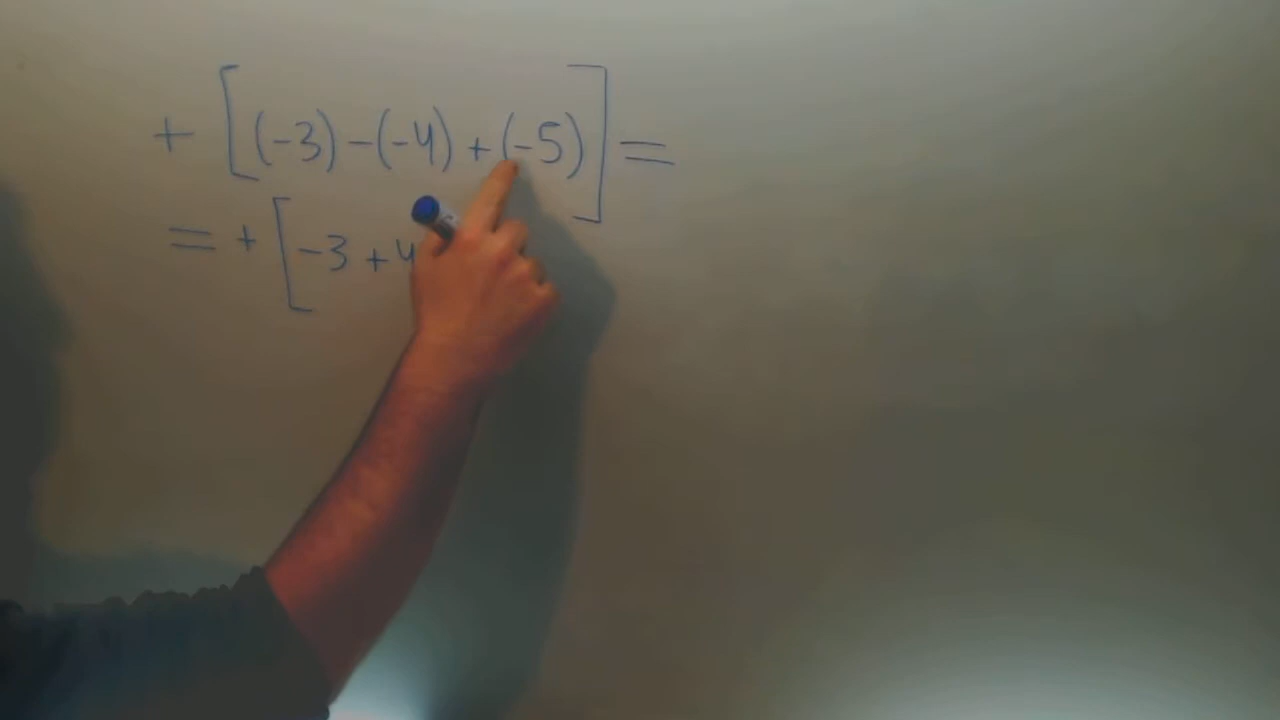 + [(-3)-(-4)+(-5)]=
= + [-3 +4